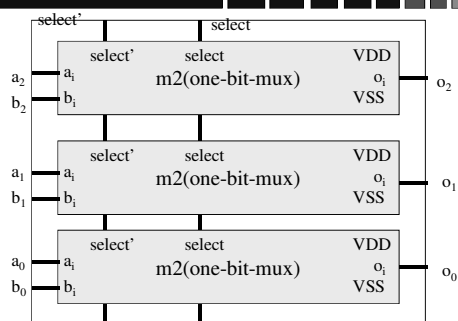 select’ select
select’ select VDD
a2 ai m2(one-bit-mux) oi o2
b2 bi VSS
select’ select VDD
a1 ai m2(one-bit-mux) oi o1
b1 bi VSS
select’ select VDD
a0 ai m2(one-bit-mux) oi o0
b0 bi VSS